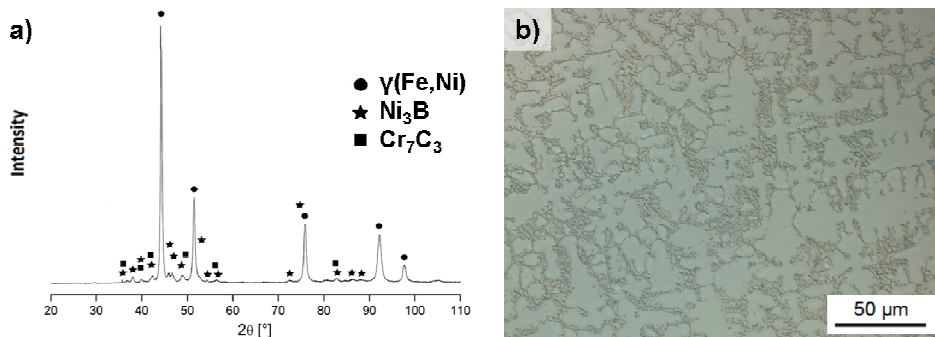 a)
Intensity
γ(Fe,Ni)
Ni₃B
Cr₇C₃
20 30 40 50 60 70 80 90 100 110
2θ [°]
b)
50 µm